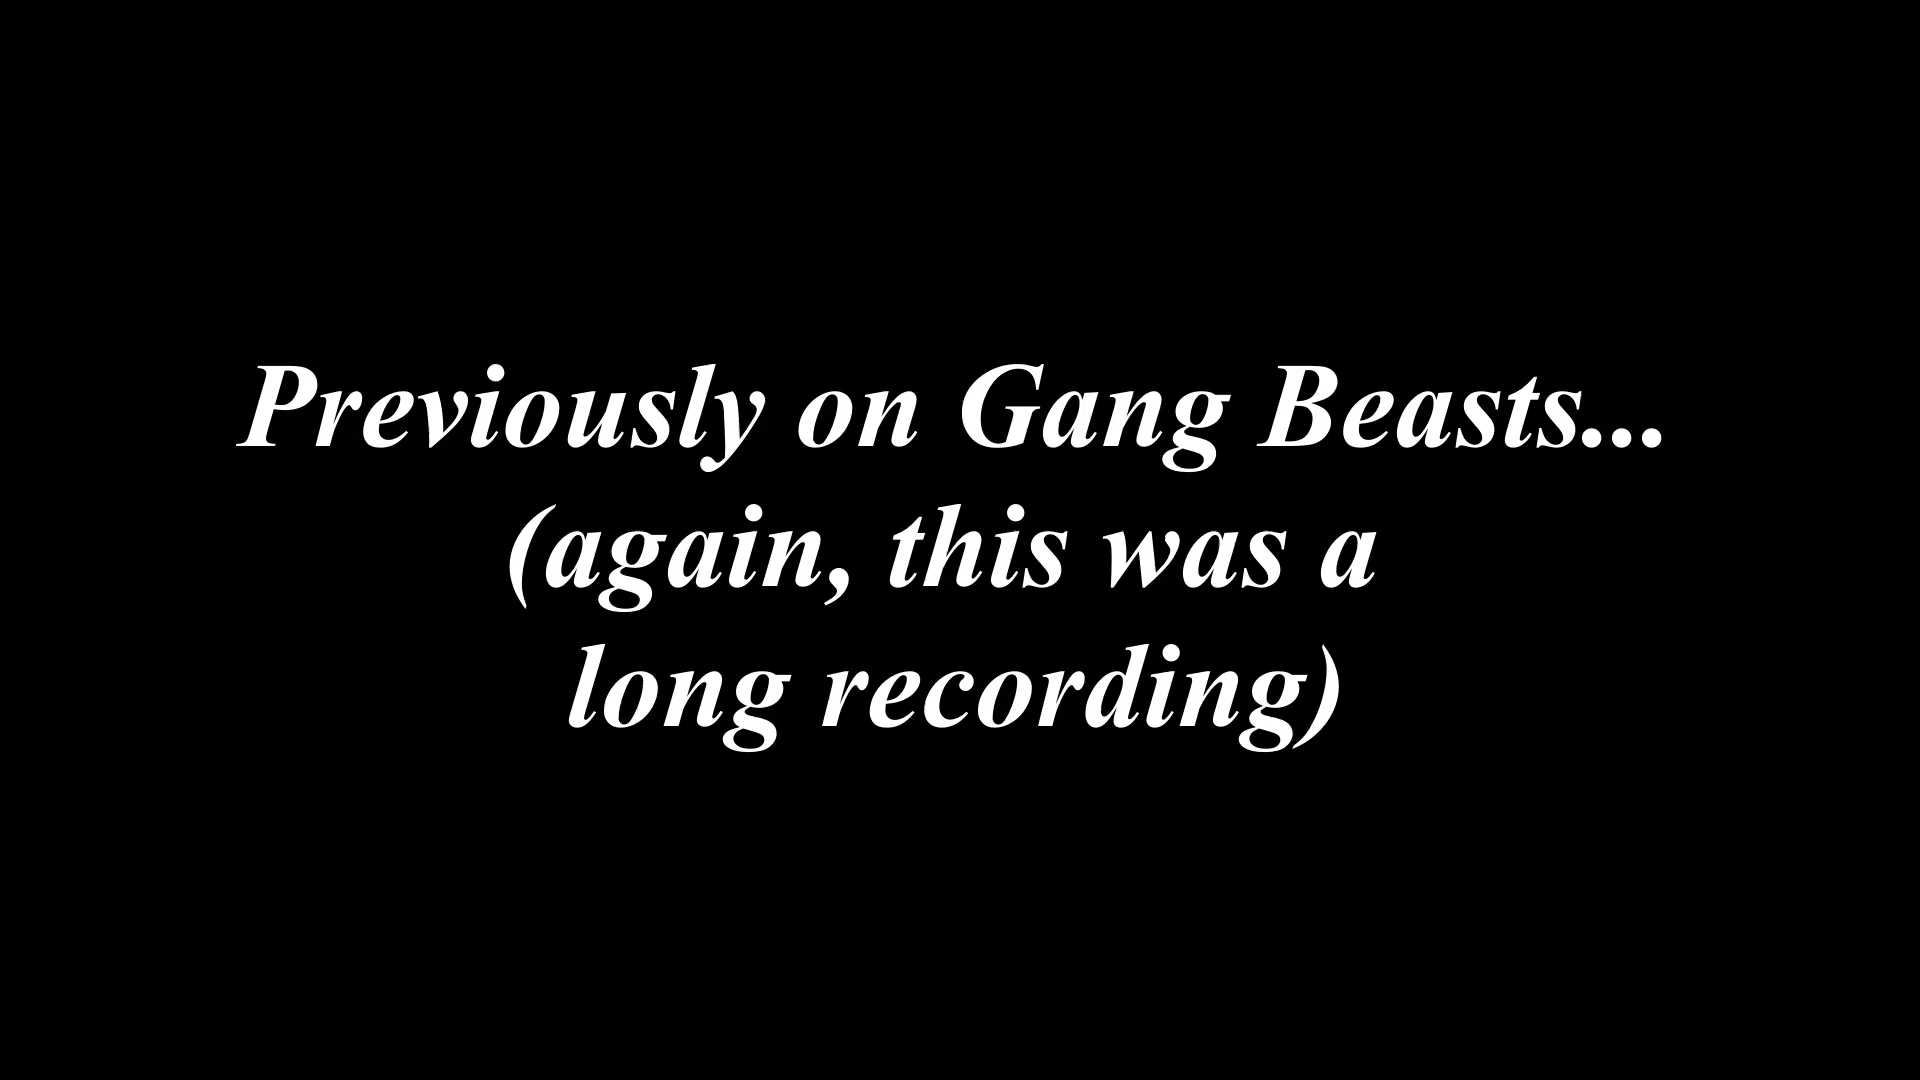 Previously on Gang Beasts...
(again, this was a
long recording)